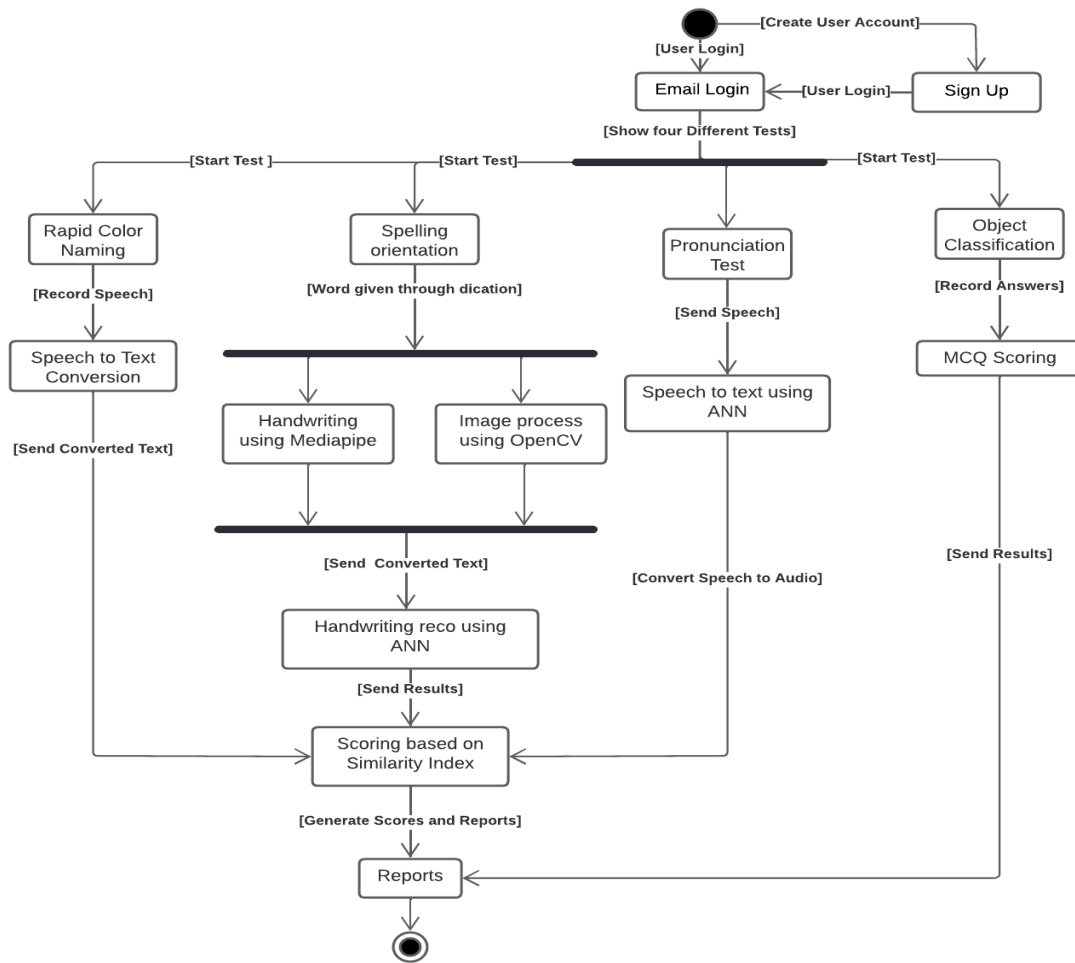 [Create User Account]
[User Login]
Email Login
[User Login]
Sign Up
[Show four Different Tests]
[Start Test ]
[Start Test]
[Start Test]
Rapid Color
Naming
Spelling
orientation
Pronunciation
Test
Object
Classification
[Record Speech]
[Word given through dication]
[Send Speech]
[Record Answers]
Speech to Text
Conversion
MCQ Scoring
Handwriting
using Mediapipe
Image process
using OpenCV
Speech to text using
ANN
[Send Converted Text]
[Send  Converted Text]
[Convert Speech to Audio]
[Send Results]
Handwriting reco using
ANN
[Send Results]
Scoring based on
Similarity Index
[Generate Scores and Reports]
Reports